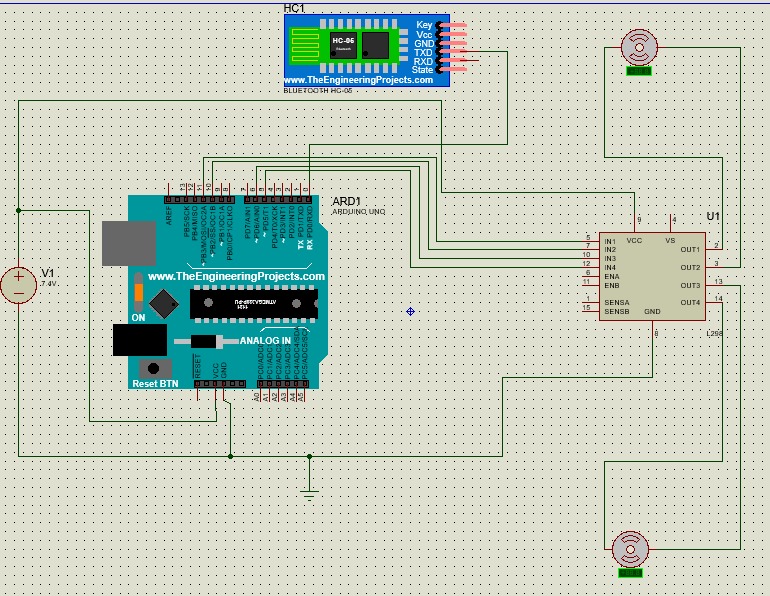 HC1
HC-05
Bluetooth
Key
Vcc
GND
TXD
RXD
State
www.TheEngineeringProjects.com
BLUETOOTH HC-05
ARD1
ARDUINO UNO
13
12
11
10
9
8
7
6
5
4
3
2
1
0
AREF
PB5/SCK
PB4/MISO
~ PB3/MOSI/OC2A
~ PB2/SS/OC1B
~ PB1/OC1A
PB0/ICP1/CLKO
PD7/AIN1
~ PD6/AIN0
~ PD5/T1
PD4/T0/XCK
~ PD3/INT1
PD2/INT0
TX PD1/TXD
RX PD0/RXD
www.TheEngineeringProjects.com
ATMEGA328P-PU
1121
ON
ANALOG IN
Reset BTN
RESET
VCC
GND
PC0/ADC0
PC1/ADC1
PC2/ADC2
PC3/ADC3
PC4/ADC4/SDA
PC5/ADC5/SCL
A0
A1
A2
A3
A4
A5
V1
7.4V
U1
9
4
VCC
VS
5 IN1
7 IN2
10 IN3
12 IN4
6 ENA
11 ENB
1 SENSA
15 SENSB
GND
8
OUT1 2
OUT2 3
OUT3 13
OUT4 14
L298